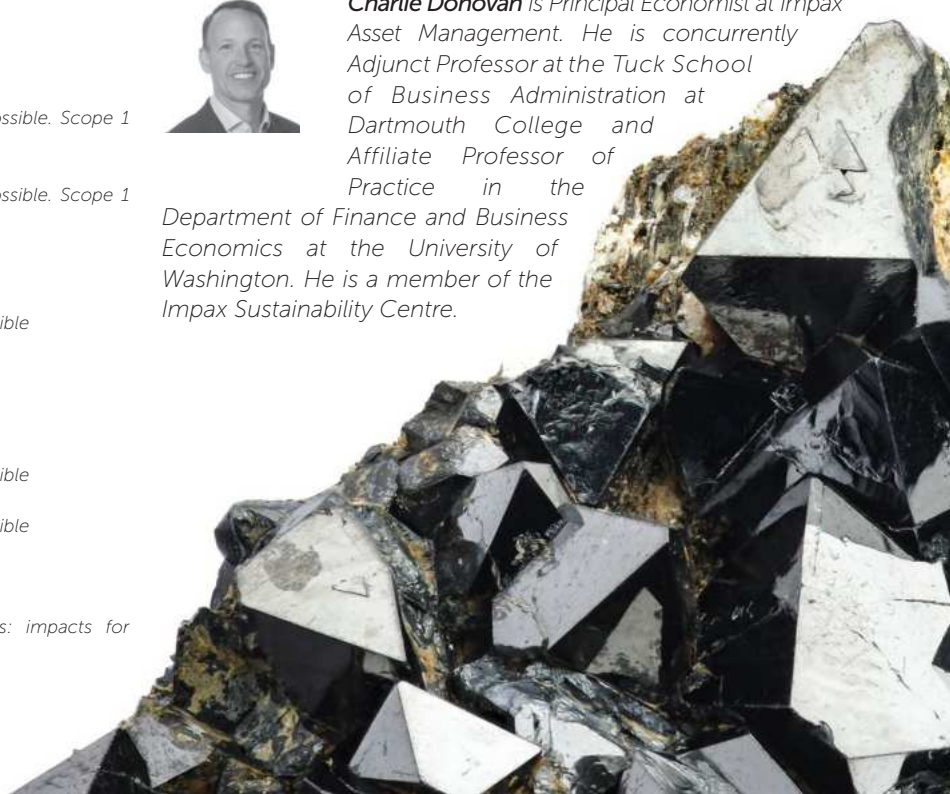 ossible. Scope 1
ossible. Scope 1
ible
ible
ible
s: impacts for
Charlie Donovan is Principal Economist at Impax
Asset Management. He is concurrently
Adjunct Professor at the Tuck School
of Business Administration at
Dartmouth College and
Affiliate Professor of
Practice in the
Department of Finance and Business
Economics at the University of
Washington. He is a member of the
Impax Sustainability Centre.